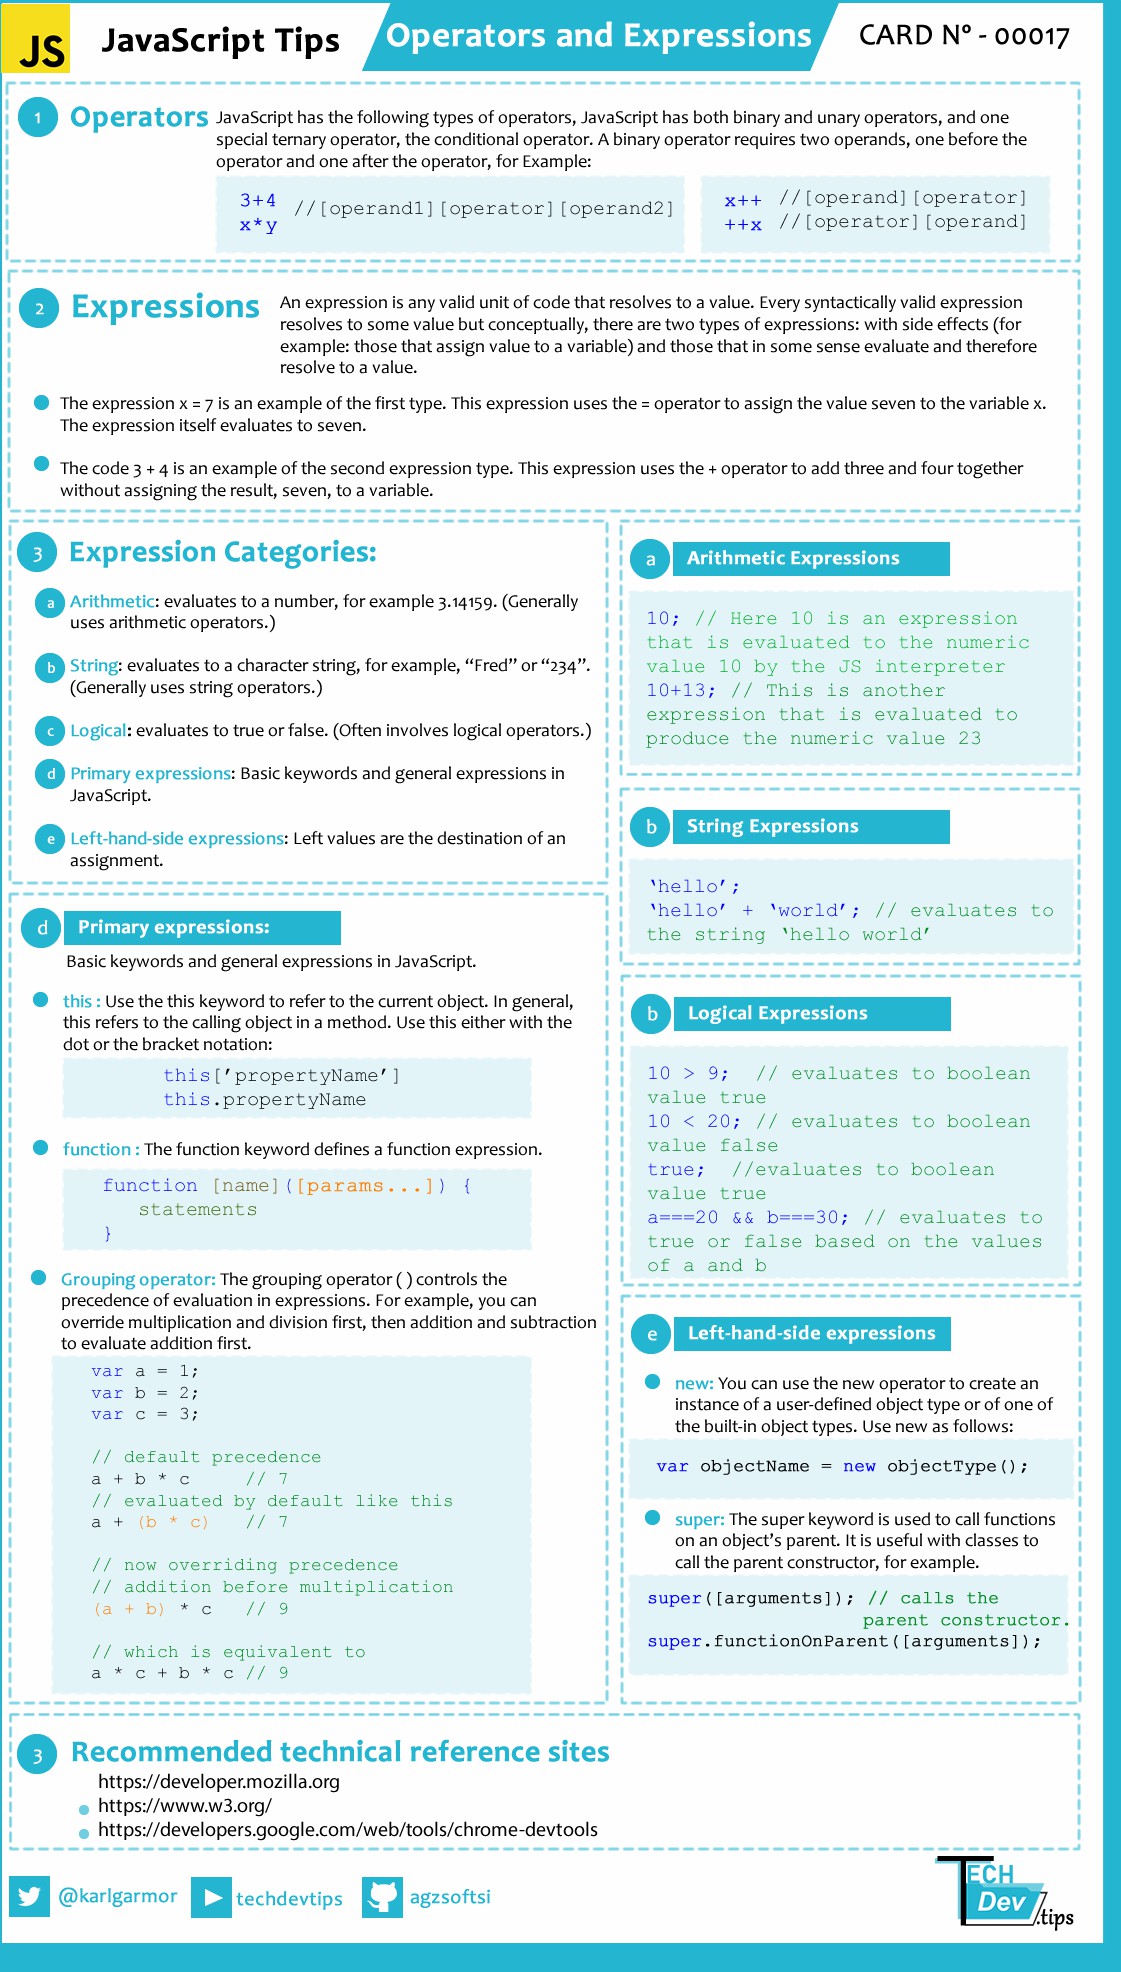 JS
JavaScript Tips
Operators and Expressions
CARD Nº - 00017
1
Operators
JavaScript has the following types of operators, JavaScript has both binary and unary operators, and one
special ternary operator, the conditional operator. A binary operator requires two operands, one before the
operator and one after the operator, for Example:
3+4
x*y
//[operand1][operator][operand2]
x++ //[operand][operator]
++x //[operator][operand]
2
Expressions
An expression is any valid unit of code that resolves to a value. Every syntactically valid expression
resolves to some value but conceptually, there are two types of expressions: with side effects (for
example: those that assign value to a variable) and those that in some sense evaluate and therefore
resolve to a value.
The expression x = 7 is an example of the first type. This expression uses the = operator to assign the value seven to the variable x.
The expression itself evaluates to seven.
The code 3 + 4 is an example of the second expression type. This expression uses the + operator to add three and four together
without assigning the result, seven, to a variable.
3
Expression Categories:
a Arithmetic: evaluates to a number, for example 3.14159. (Generally
uses arithmetic operators.)
b String: evaluates to a character string, for example, “Fred” or “234”.
(Generally uses string operators.)
c Logical: evaluates to true or false. (Often involves logical operators.)
d Primary expressions: Basic keywords and general expressions in
JavaScript.
e Left-hand-side expressions: Left values are the destination of an
assignment.
d Primary expressions:
Basic keywords and general expressions in JavaScript.
this : Use the this keyword to refer to the current object. In general,
this refers to the calling object in a method. Use this either with the
dot or the bracket notation:
this[’propertyName’]
this.propertyName
function : The function keyword defines a function expression.
function [name]([params...]) {
statements
}
Grouping operator: The grouping operator ( ) controls the
precedence of evaluation in expressions. For example, you can
override multiplication and division first, then addition and subtraction
to evaluate addition first.
var a = 1;
var b = 2;
var c = 3;
// default precedence
a + b * c // 7
// evaluated by default like this
a + (b * c) // 7
// now overriding precedence
// addition before multiplication
(a + b) * c // 9
// which is equivalent to
a * c + b * c // 9
a Arithmetic Expressions
10; // Here 10 is an expression
that is evaluated to the numeric
value 10 by the JS interpreter
10+13; // This is another
expression that is evaluated to
produce the numeric value 23
b String Expressions
‘hello’;
‘hello’ + ‘world’; // evaluates to
the string ‘hello world’
b Logical Expressions
10 > 9; // evaluates to boolean
value true
10 < 20; // evaluates to boolean
value false
true; //evaluates to boolean
value true
a===20 && b===30; // evaluates to
true or false based on the values
of a and b
e Left-hand-side expressions
new: You can use the new operator to create an
instance of a user-defined object type or of one of
the built-in object types. Use new as follows:
var objectName = new objectType();
super: The super keyword is used to call functions
on an object’s parent. It is useful with classes to
call the parent constructor, for example.
super([arguments]); // calls the
parent constructor.
super.functionOnParent([arguments]);
3
Recommended technical reference sites
https://developer.mozilla.org
https://www.w3.org/
https://developers.google.com/web/tools/chrome-devtools
@karlgarmor
techdevtips
agzsoftsi
TECH
Dev
.tips